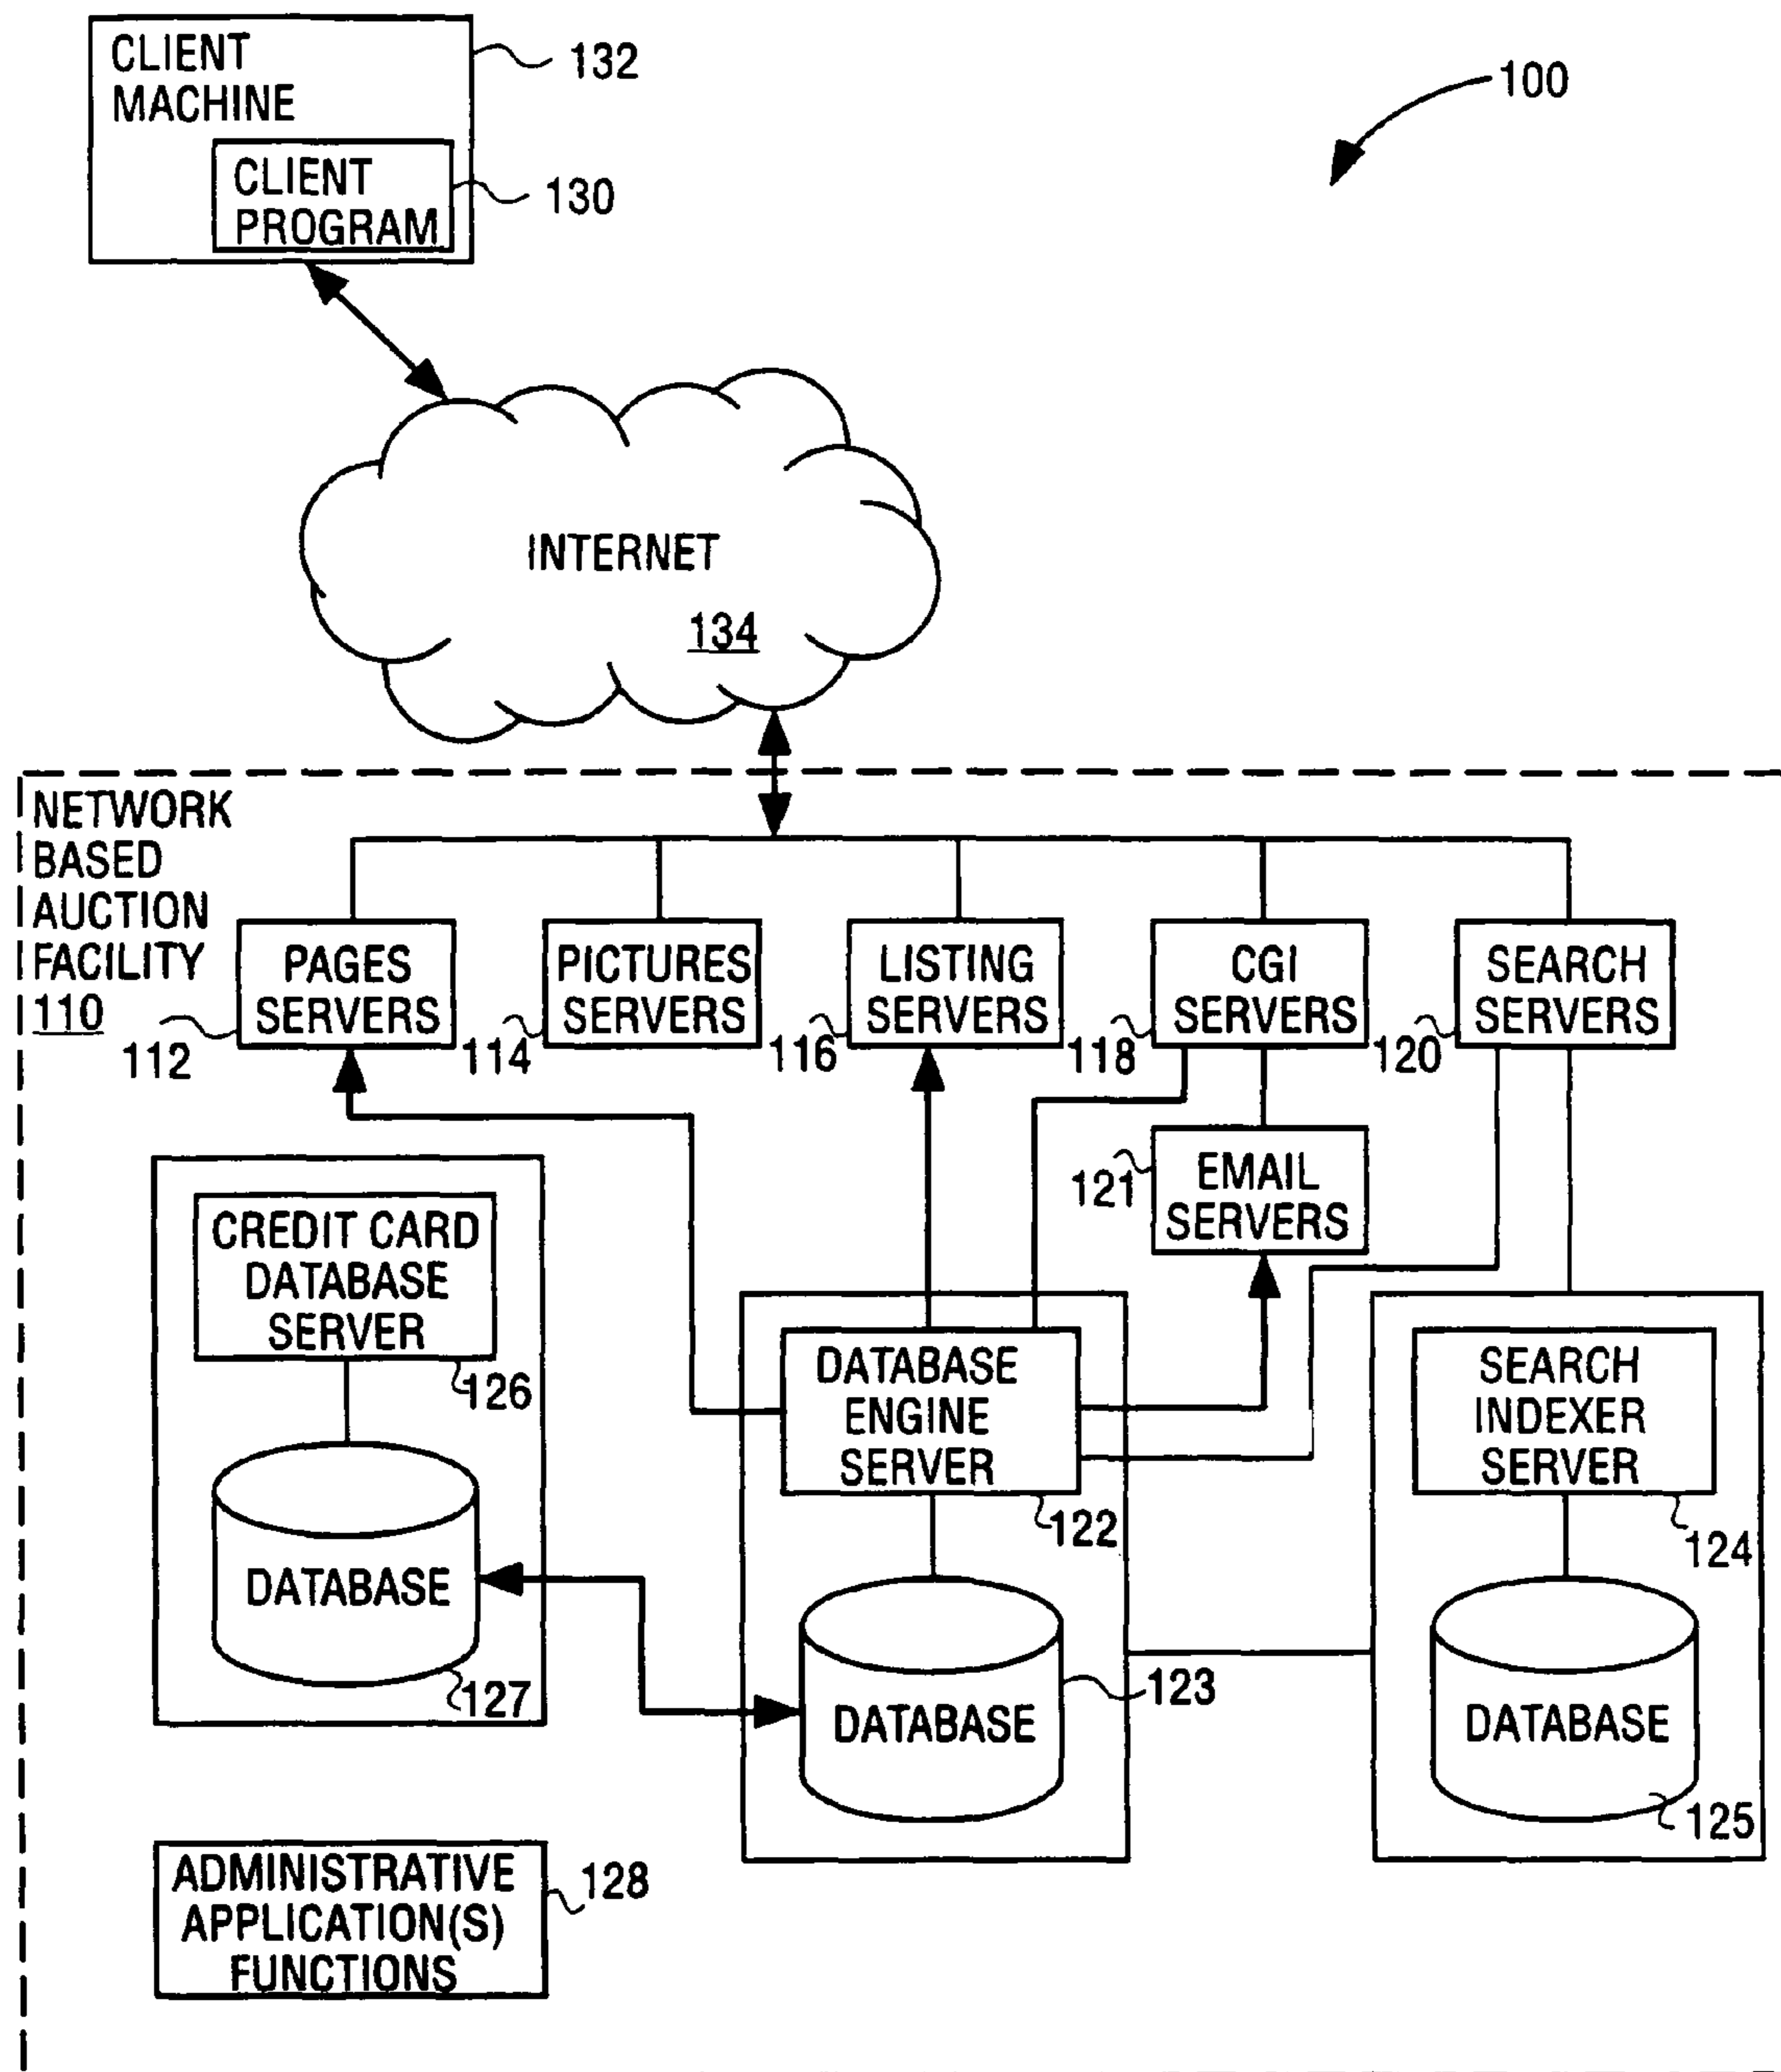 CLIENT
MACHINE
132
100
CLIENT
PROGRAM
130
INTERNET
134
NETWORK
BASED
AUCTION
FACILITY
110
PAGES
SERVERS
112
PICTURES
SERVERS
114
LISTING
SERVERS
116
CGI
SERVERS
118
SEARCH
SERVERS
120
EMAIL
SERVERS
121
CREDIT CARD
DATABASE
SERVER
126
DATABASE
127
DATABASE
ENGINE
SERVER
122
DATABASE
123
SEARCH
INDEXER
SERVER
124
DATABASE
125
ADMINISTRATIVE
APPLICATION(S)
FUNCTIONS
128